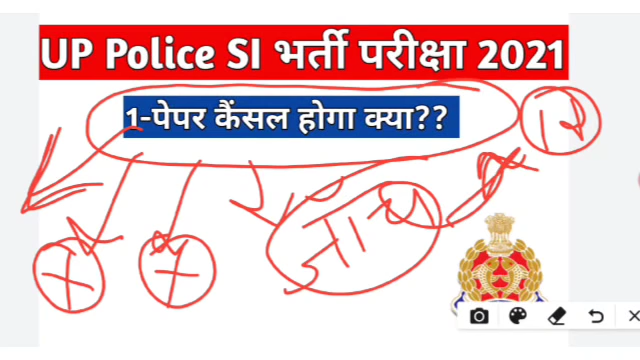 UP Police SI भर्ती परीक्षा 2021
1-पेपर कैंसल होगा क्या??